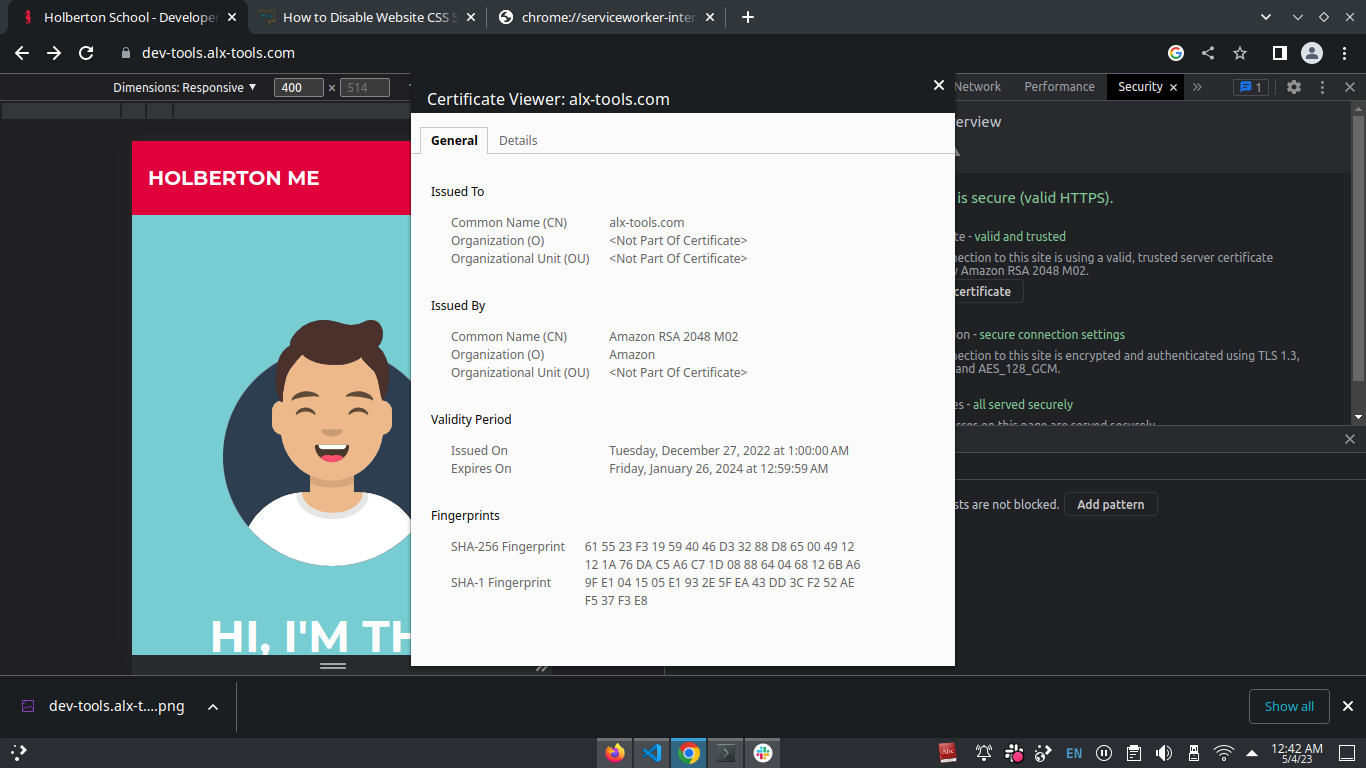 Holberton School - Developer
How to Disable Website CSS S
chrome://serviceworker-inter
dev-tools.alx-tools.com
Dimensions: Responsive
400 × 514
Network Performance Security 1
erview
HOLBERTON ME
HI, I'M TH
Certificate Viewer: alx-tools.com
General Details
Issued To
Common Name (CN) alx-tools.com
Organization (O) <Not Part Of Certificate>
Organizational Unit (OU) <Not Part Of Certificate>
Issued By
Common Name (CN) Amazon RSA 2048 M02
Organization (O) Amazon
Organizational Unit (OU) <Not Part Of Certificate>
Validity Period
Issued On Tuesday, December 27, 2022 at 1:00:00 AM
Expires On Friday, January 26, 2024 at 12:59:59 AM
Fingerprints
SHA-256 Fingerprint 61 55 23 F3 19 59 40 46 D3 32 88 D8 65 00 49 12
12 1A 76 DA C5 A6 C7 1D 08 88 64 04 68 12 6B A6
SHA-1 Fingerprint 9F E1 04 15 05 E1 93 2E 5F EA 43 DD 3C F2 52 AE
F5 37 F3 E8
is secure (valid HTTPS).
te - valid and trusted
nection to this site is using a valid, trusted server certificate
y Amazon RSA 2048 M02.
certificate
ion - secure connection settings
nection to this site is encrypted and authenticated using TLS 1.3,
and AES_128_GCM.
es - all served securely
sts are not blocked. Add pattern
dev-tools.alx-t....png
Show all
Abc
EN
12:42 AM
5/4/23